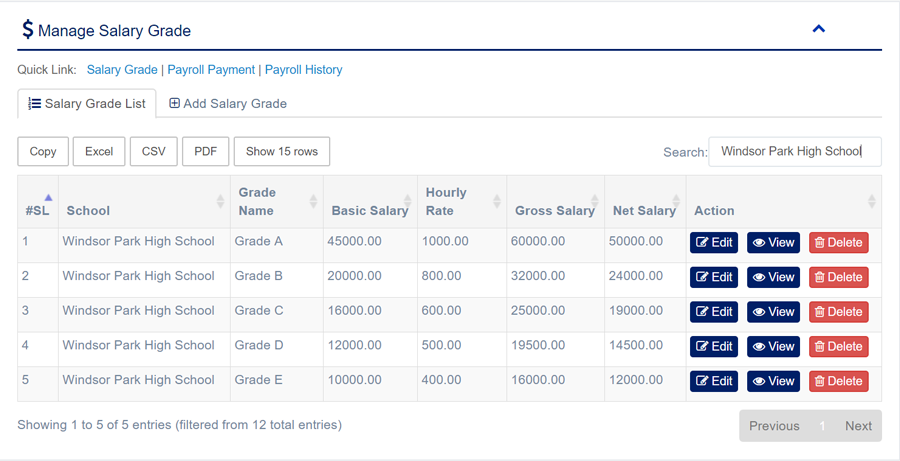 $ Manage Salary Grade
Quick Link: Salary Grade | Payroll Payment | Payroll History
Salary Grade List Add Salary Grade
Copy Excel CSV PDF Show 15 rows Search: Windsor Park High School
#SL School Grade Name Basic Salary Hourly Rate Gross Salary Net Salary Action
1 Windsor Park High School Grade A 45000.00 1000.00 60000.00 50000.00 Edit View Delete
2 Windsor Park High School Grade B 20000.00 800.00 32000.00 24000.00 Edit View Delete
3 Windsor Park High School Grade C 16000.00 600.00 25000.00 19000.00 Edit View Delete
4 Windsor Park High School Grade D 12000.00 500.00 19500.00 14500.00 Edit View Delete
5 Windsor Park High School Grade E 10000.00 400.00 16000.00 12000.00 Edit View Delete
Showing 1 to 5 of 5 entries (filtered from 12 total entries) Previous 1 Next